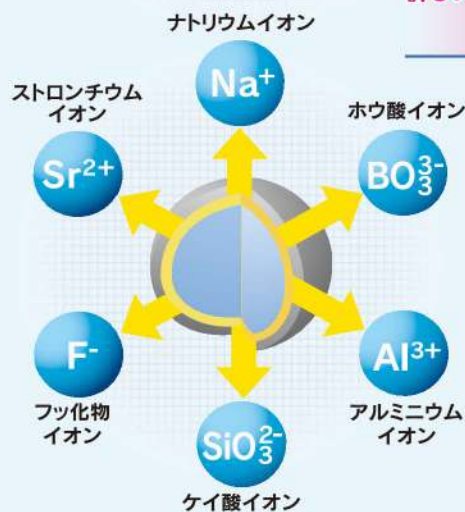 ナトリウムイオン
Na⁺
ストロンチウム
イオン
Sr²⁺
ホウ酸イオン
BO₃³⁻
F⁻
フッ化物
イオン
Al³⁺
アルミニウム
イオン
SiO₃²⁻
ケイ酸イオン